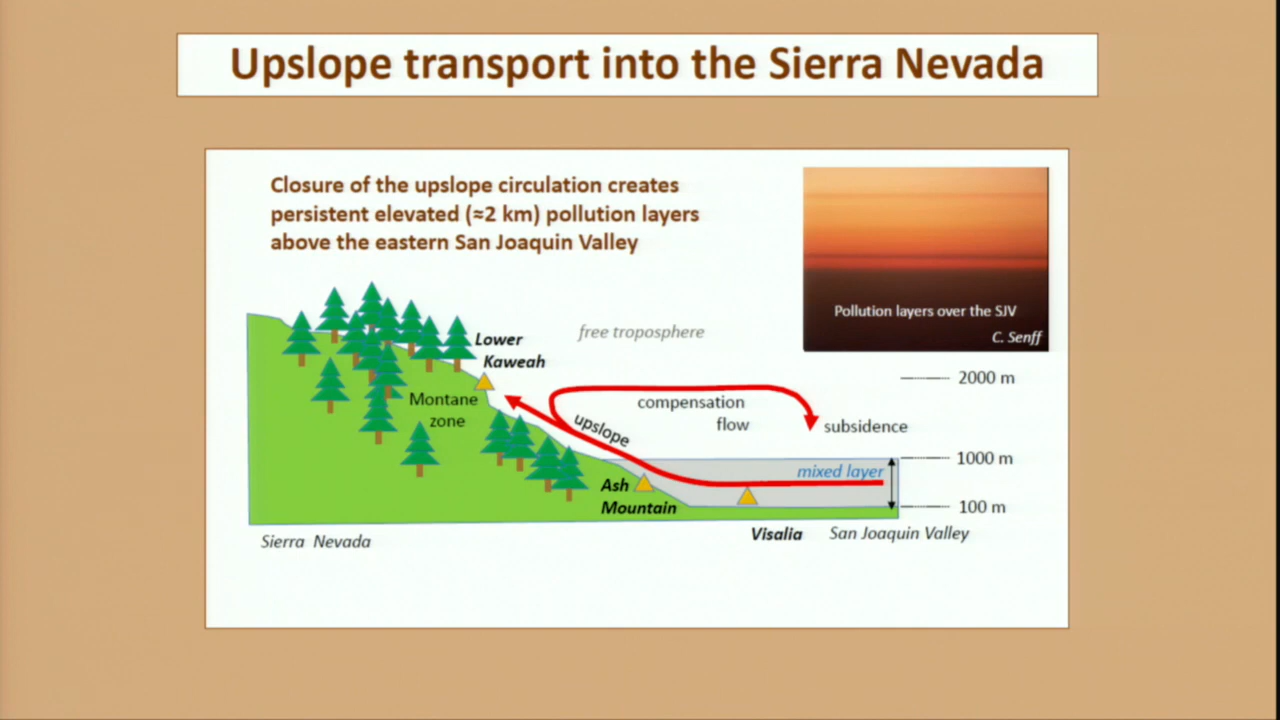 Upslope transport into the Sierra Nevada
Closure of the upslope circulation creates
persistent elevated (≈2 km) pollution layers
above the eastern San Joaquin Valley
Pollution layers over the SJV
C. Senff
free troposphere
Lower
Kaweah
2000 m
Montane
zone
compensation
flow
upslope
subsidence
1000 m
mixed layer
Ash
Mountain
100 m
Visalia
San Joaquin Valley
Sierra Nevada